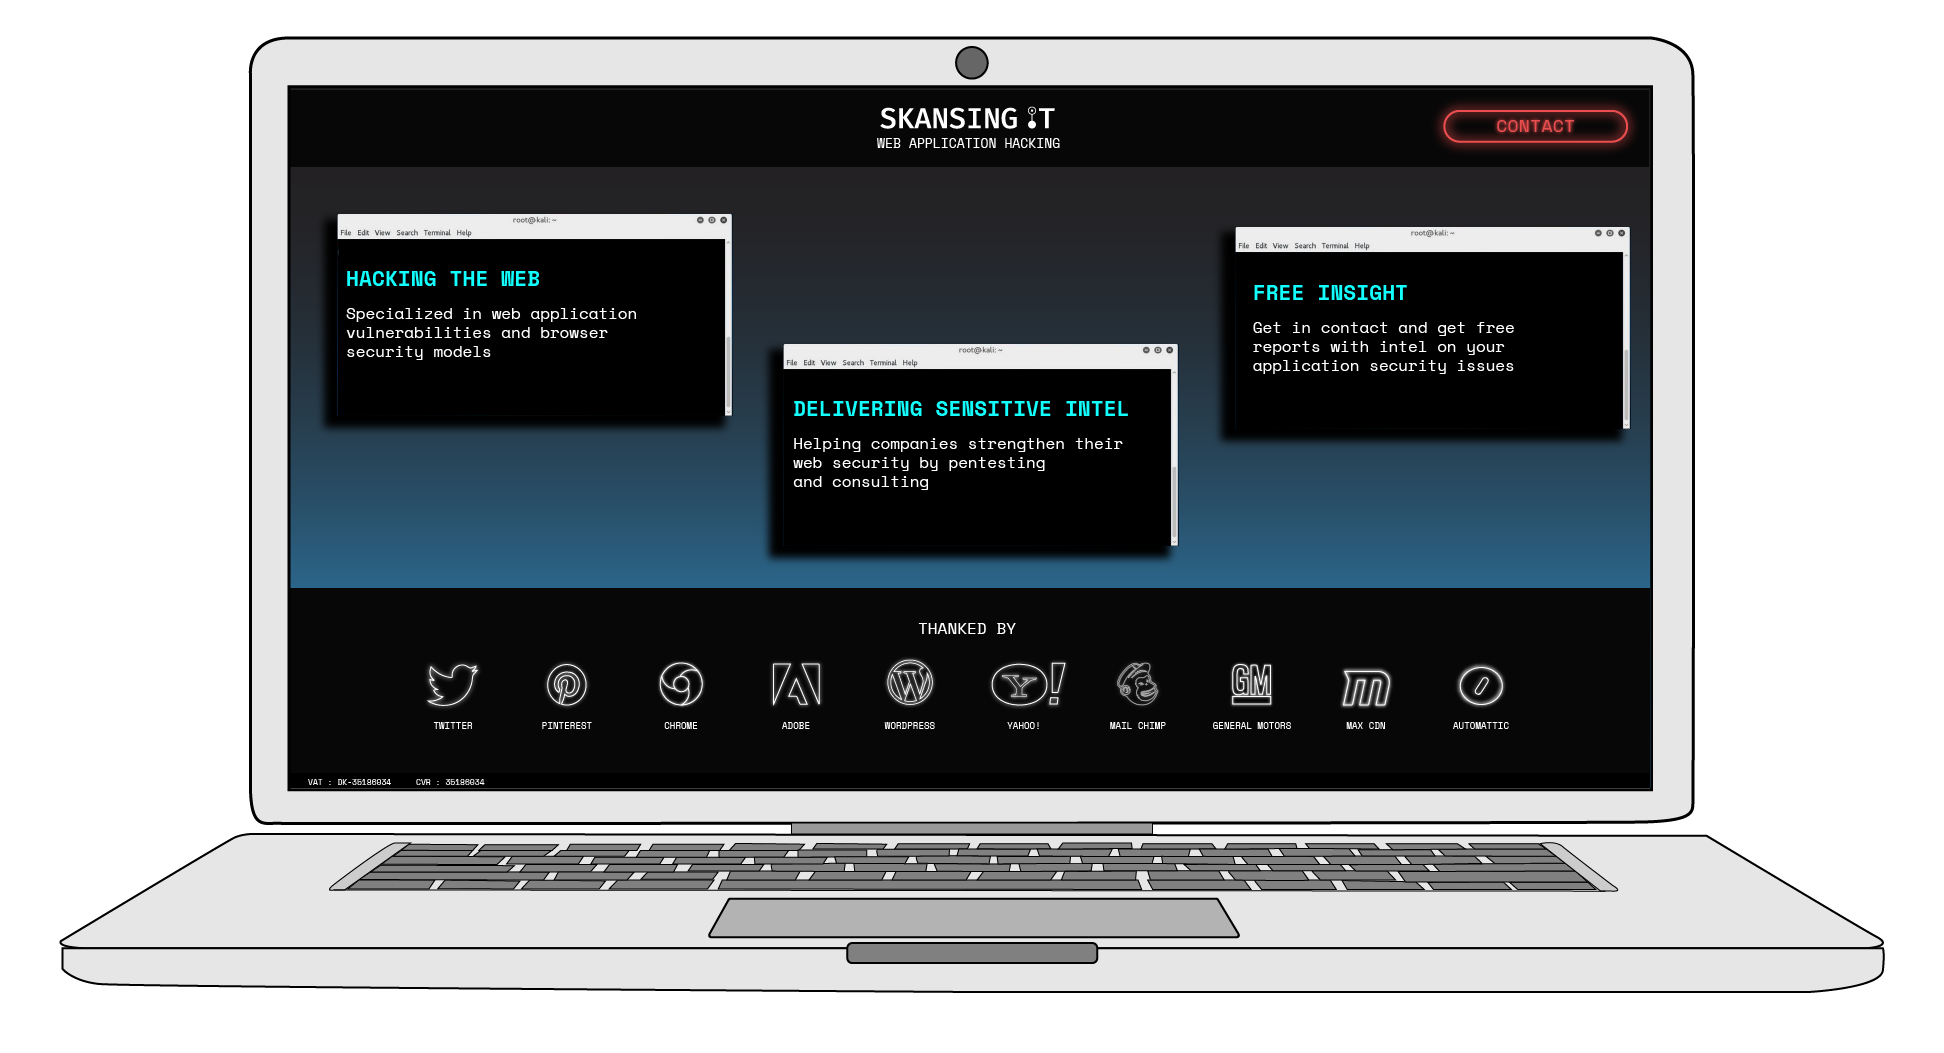 SKANSING IT
WEB APPLICATION HACKING
CONTACT
root@kali: ~
File Edit View Search Terminal Help
HACKING THE WEB
Specialized in web application
vulnerabilities and browser
security models
root@kali: ~
File Edit View Search Terminal Help
DELIVERING SENSITIVE INTEL
Helping companies strengthen their
web security by pentesting
and consulting
root@kali: ~
File Edit View Search Terminal Help
FREE INSIGHT
Get in contact and get free
reports with intel on your
application security issues
THANKED BY
Y!
GM
m
TWITTER
PINTEREST
CHROME
ADOBE
WORDPRESS
YAHOO!
MAIL CHIMP
GENERAL MOTORS
MAX CDN
AUTOMATTIC
VAT : DK-35186034 CVR : 35186034